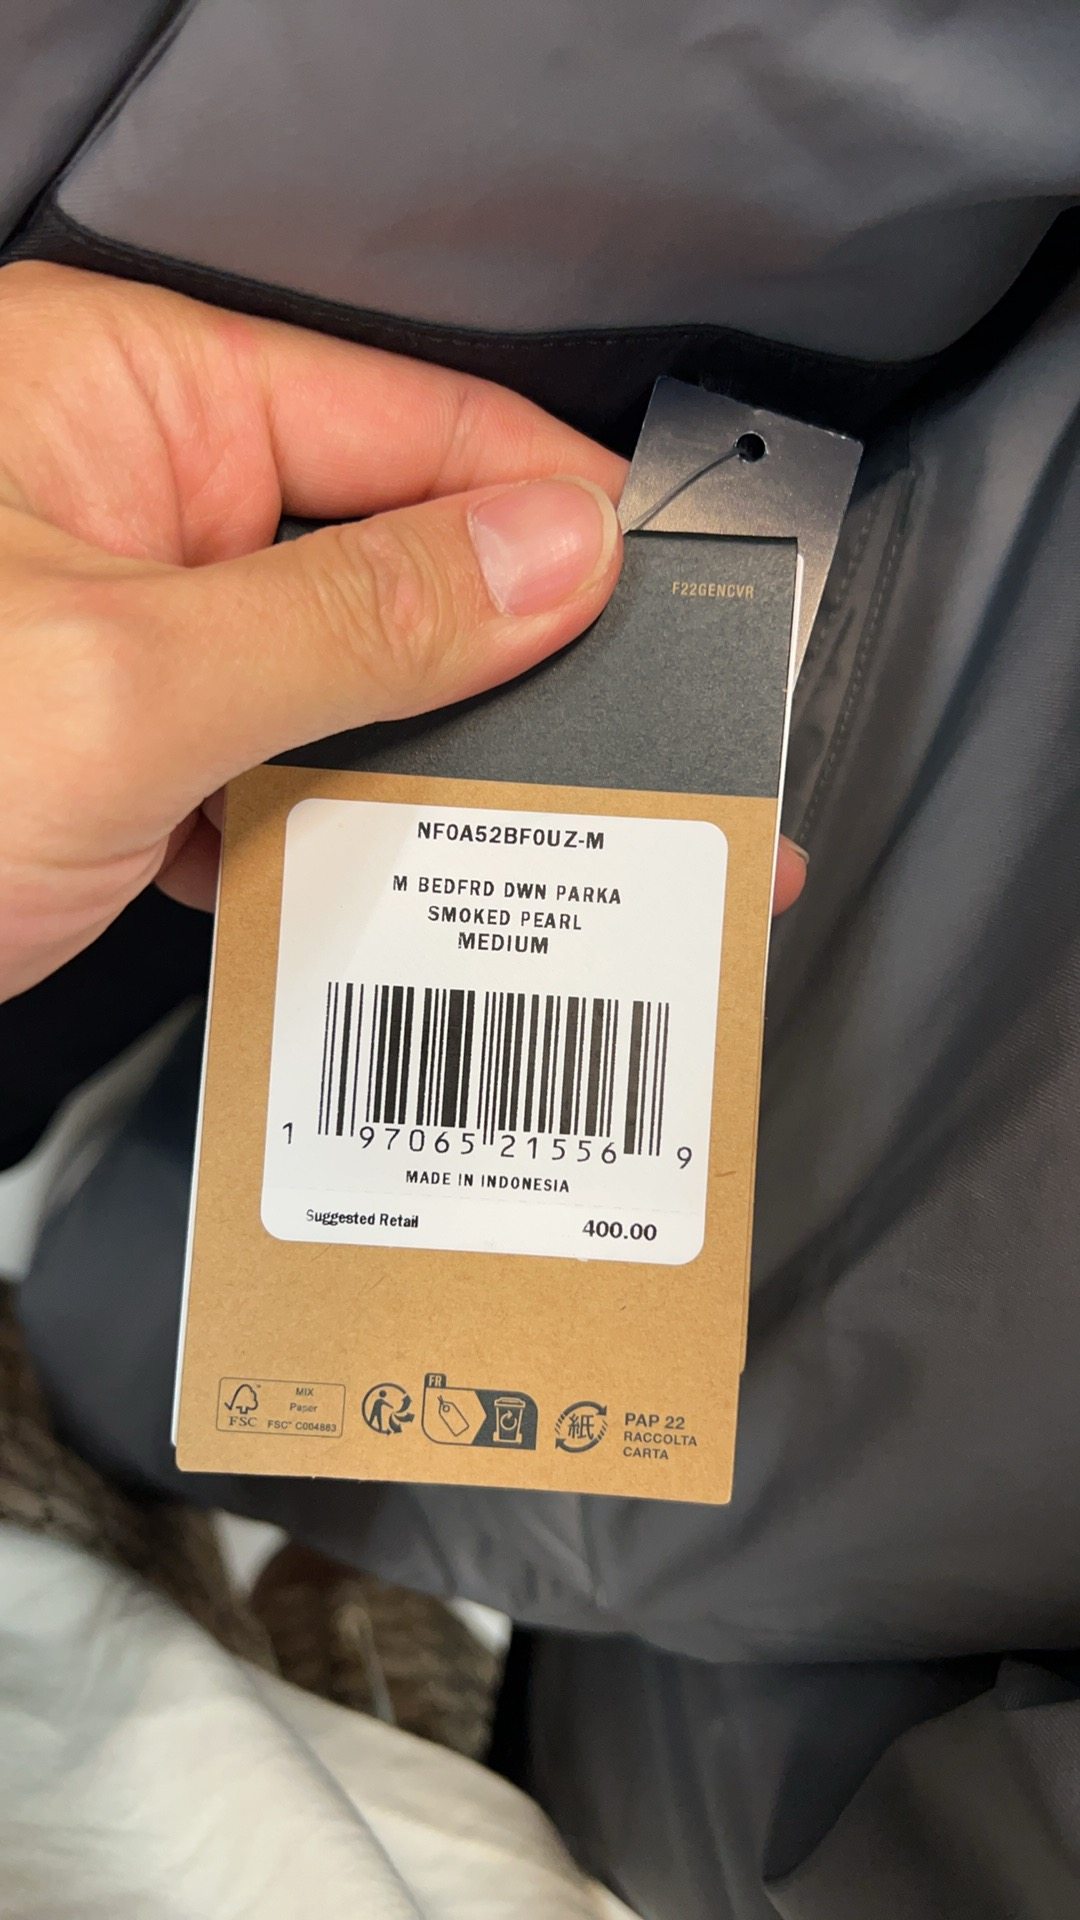 F22GENCVR
NF0A52BF0UZ-M
M BEDFRD DWN PARKA
SMOKED PEARL
MEDIUM
1 97065 21556 9
MADE IN INDONESIA
Suggested Retail 400.00
FSC
MIX
Paper
FSC™ C004863
FR
紙
PAP 22
RACCOLTA
CARTA